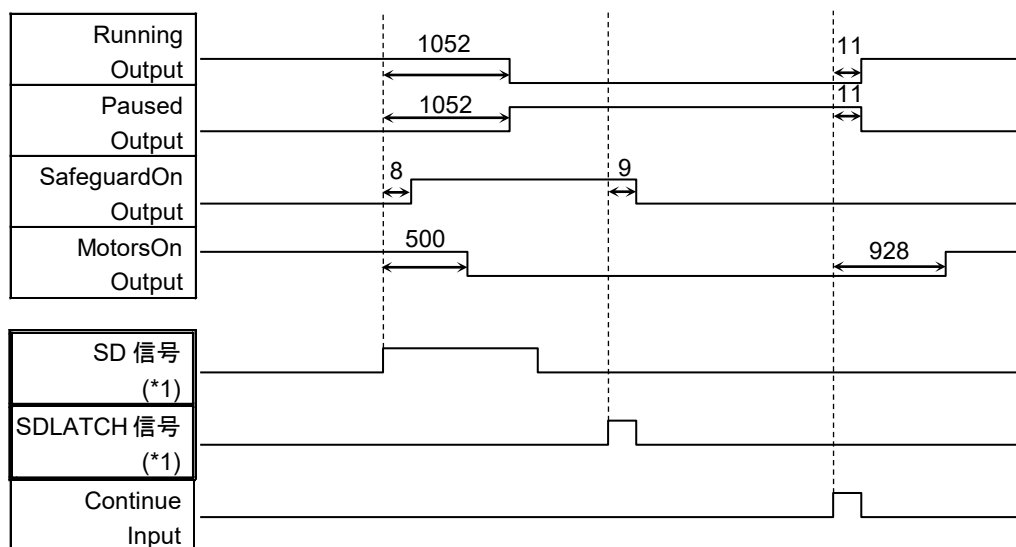 Running
Output
1052
11
Paused
Output
1052
11
SafeguardOn
Output
8
9
MotorsOn
Output
500
928
SD 信号
(*1)
SDLATCH 信号
(*1)
Continue
Input